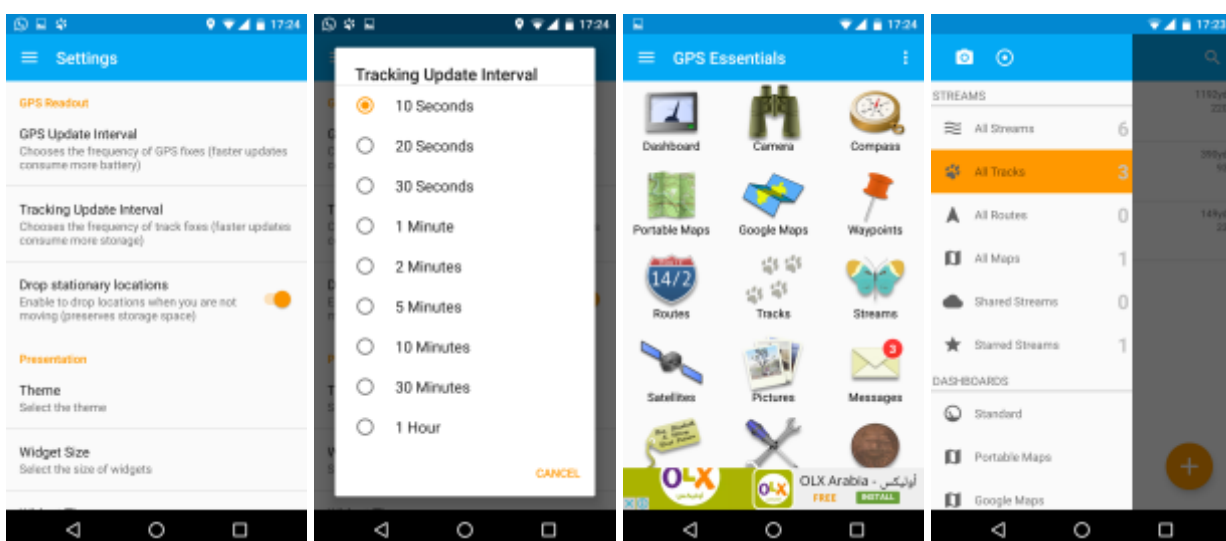 17:24
Settings
GPS Readout
GPS Update Interval
Chooses the frequency of GPS fixes (faster updates
consume more battery)
Tracking Update Interval
Chooses the frequency of track fixes (faster updates
consume more storage)
Drop stationary locations
Enable to drop locations when you are not
moving (preserves storage space)
Presentation
Theme
Select the theme
Widget Size
Select the size of widgets
17:24
Tracking Update Interval
10 Seconds
20 Seconds
30 Seconds
1 Minute
2 Minutes
5 Minutes
10 Minutes
30 Minutes
1 Hour
CANCEL
17:24
GPS Essentials
Dashboard
Camera
Compass
Portable Maps
Google Maps
Waypoints
14/2
Routes
Tracks
Streams
3
Satellites
Pictures
Messages
OLX
OLX
OLX Arabia - أوليكس
FREE
INSTALL
17:23
STREAMS
All Streams 6
All Tracks 3
All Routes 0
All Maps 1
Shared Streams 0
Starred Streams 1
DASHBOARDS
Standard
Portable Maps
Google Maps